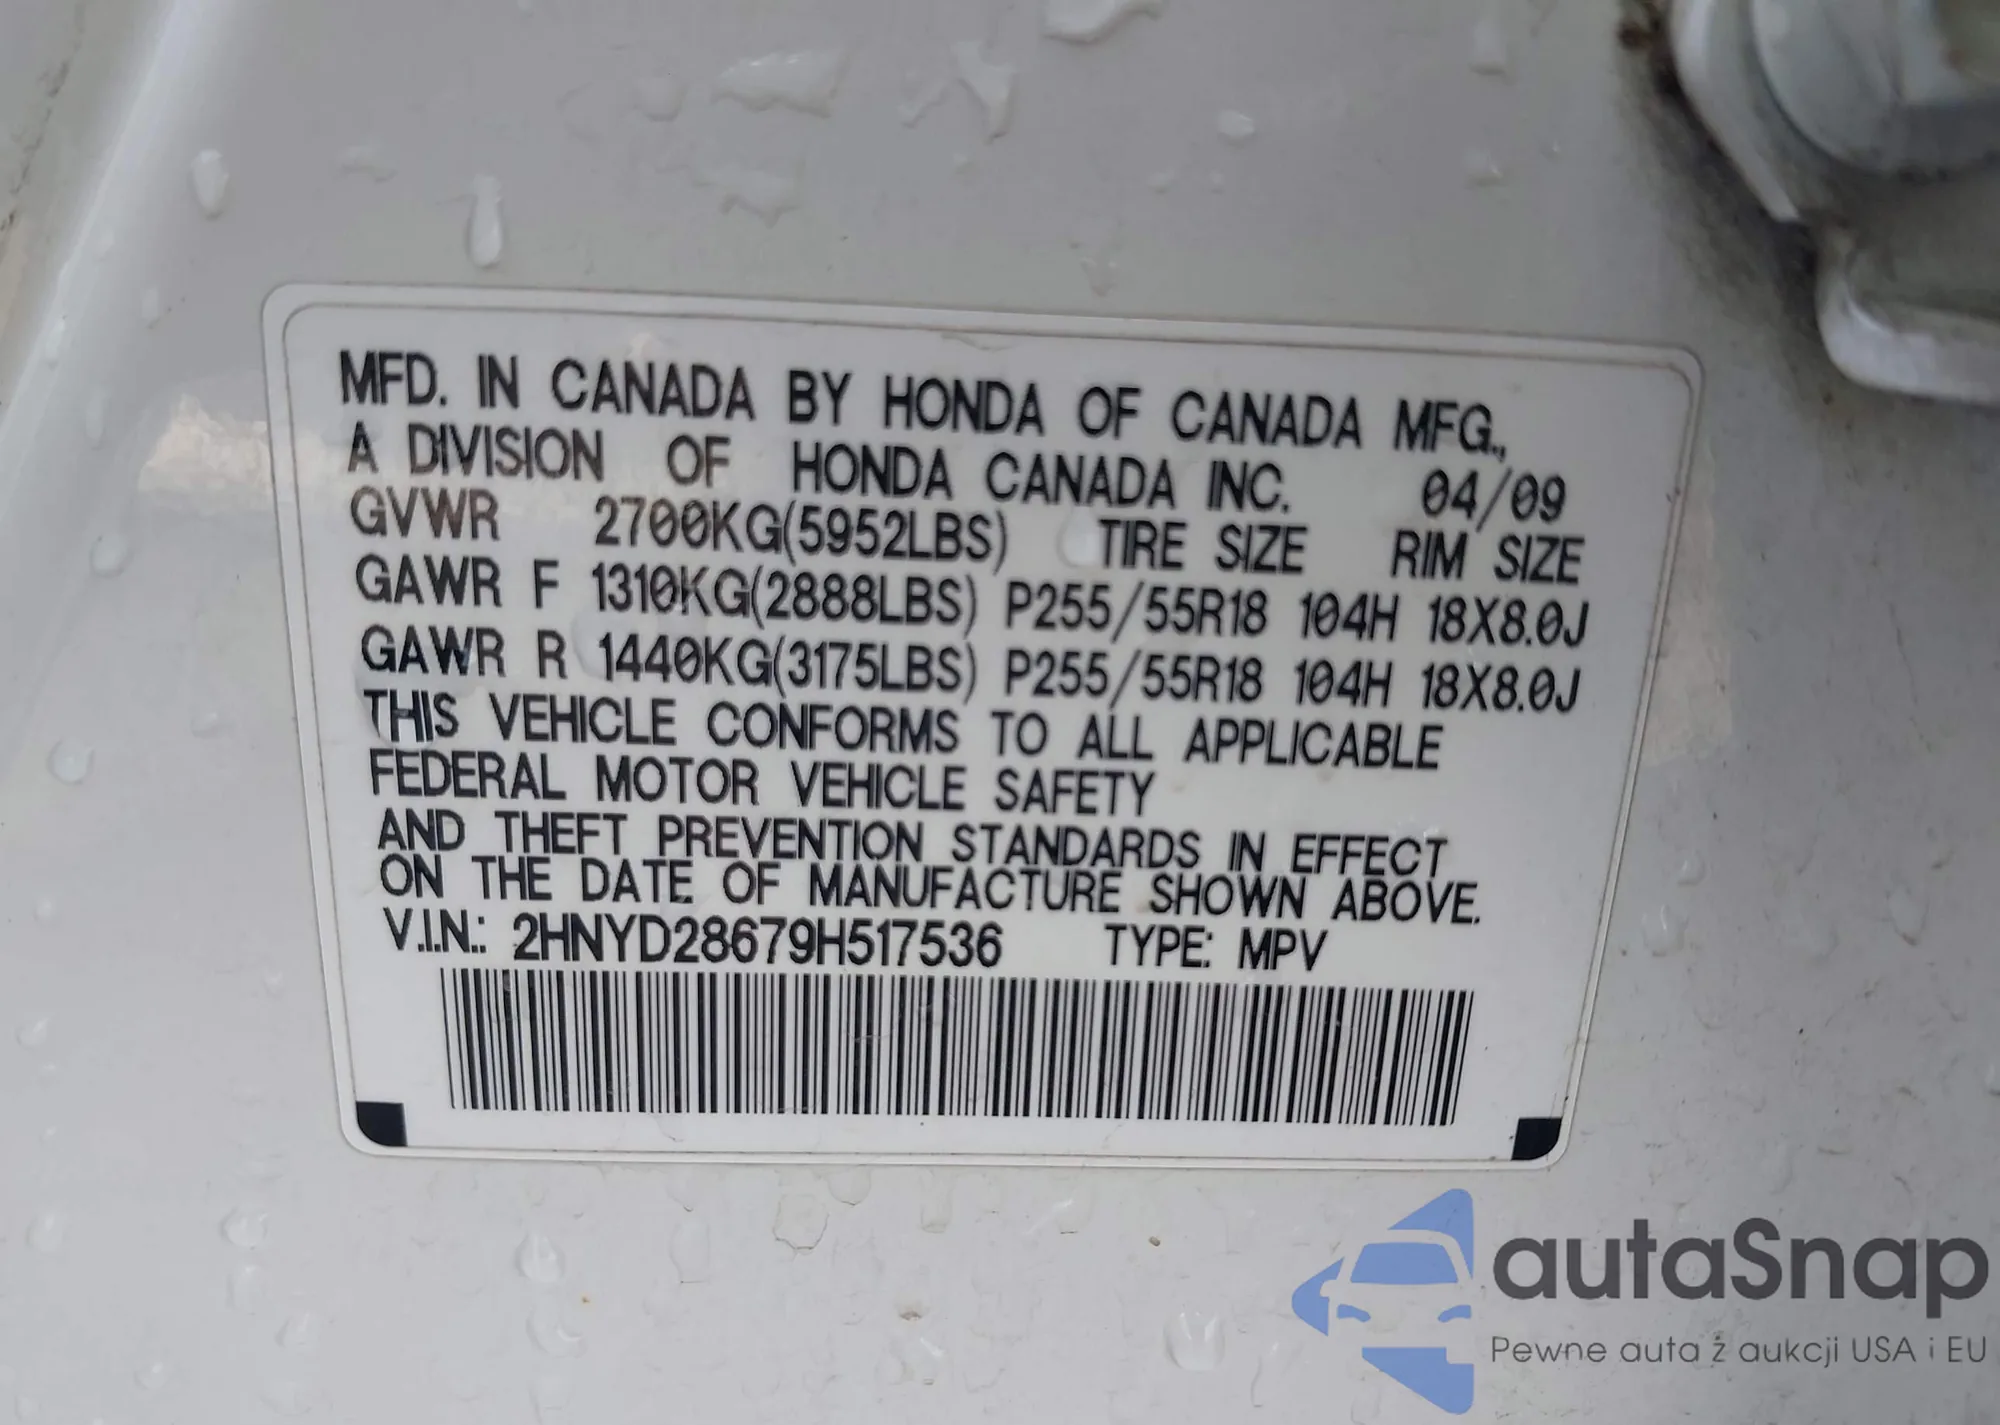 MFD. IN CANADA BY HONDA OF CANADA MFG.,
A DIVISION OF HONDA CANADA INC. 04/09
GVWR 2700KG(5952LBS) TIRE SIZE RIM SIZE
GAWR F 1310KG(2888LBS) P255/55R18 104H 18X8.0J
GAWR R 1440KG(3175LBS) P255/55R18 104H 18X8.0J
THIS VEHICLE CONFORMS TO ALL APPLICABLE
FEDERAL MOTOR VEHICLE SAFETY
AND THEFT PREVENTION STANDARDS IN EFFECT
ON THE DATE OF MANUFACTURE SHOWN ABOVE.
V.I.N.: 2HNYD28679H517536 TYPE: MPV
autaSnap
Pewne auta z aukcji USA i EU